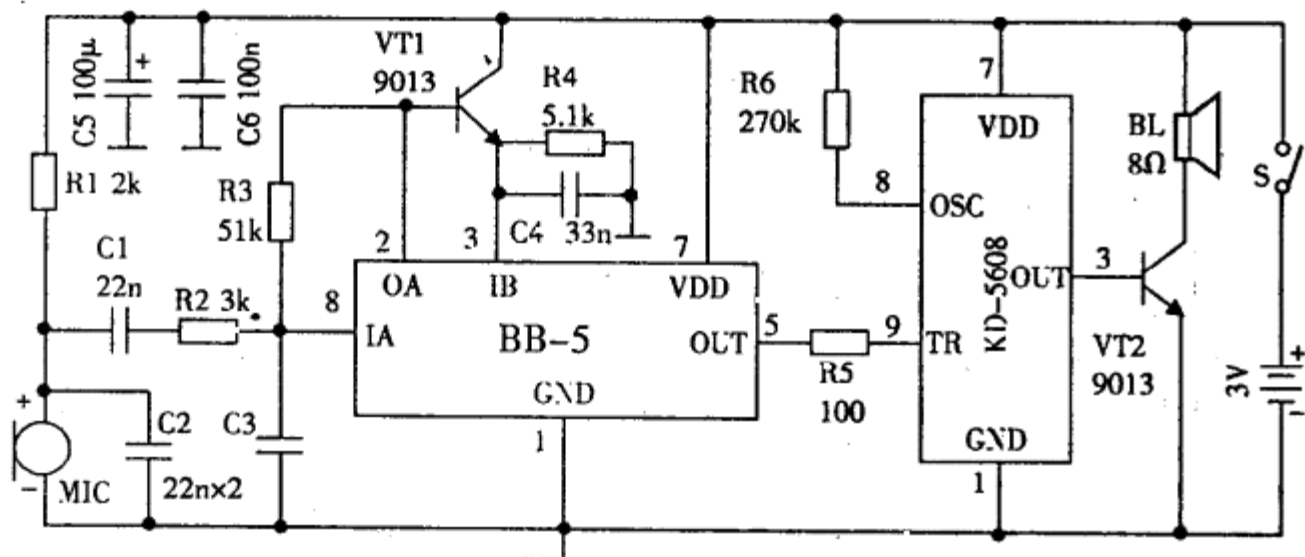 C5 100μ
+
C6 100n
VT1
9013
R4
5.1k
R6
270k
7
VDD
BL
8Ω
S
R1 2k
R3
51k
8
OSC
C4 33n
2
3
7
C1
22n
R2 3k
8
OA
IB
VDD
IA
BB-5
OUT
5
9
TR
KD-5608
OUT
3
R5
100
VT2
9013
3V
+
-
GND
1
GND
1
+
-
MIC
C2
22n×2
C3